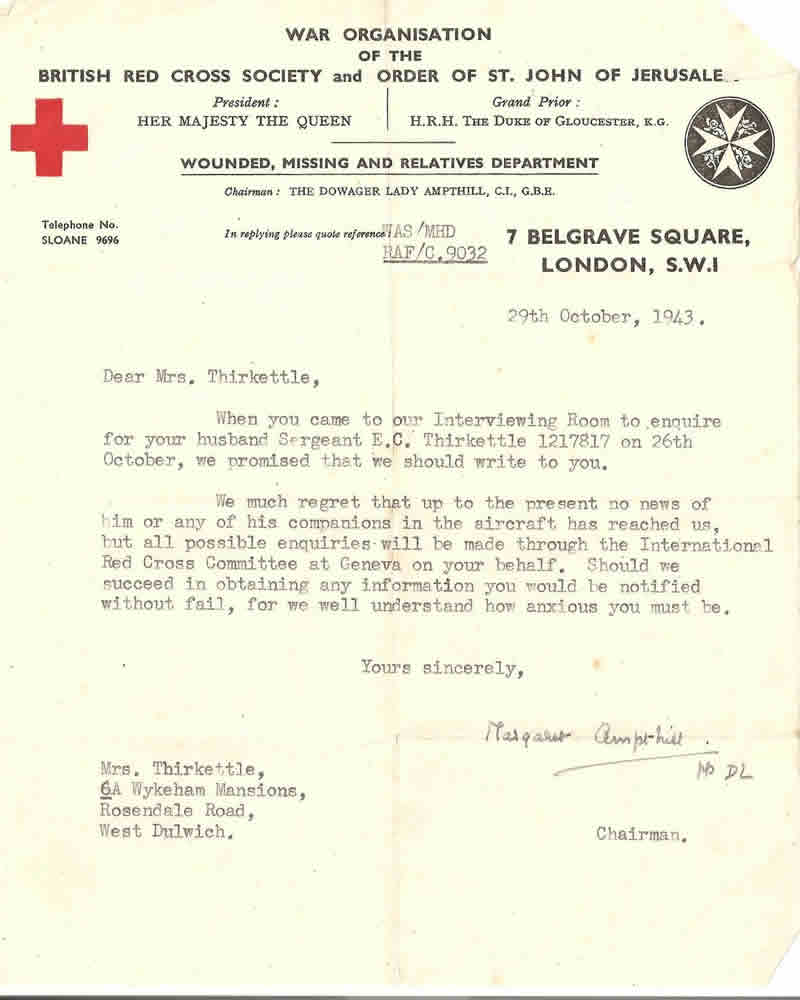 WAR ORGANISATION
OF THE
BRITISH RED CROSS SOCIETY and ORDER OF ST. JOHN OF JERUSALE
President :
HER MAJESTY THE QUEEN
Grand Prior :
H.R.H. THE DUKE OF GLOUCESTER, K.G.
WOUNDED, MISSING AND RELATIVES DEPARTMENT
Chairman : THE DOWAGER LADY AMPTHILL, C.I., G.B.E.
Telephone No.
SLOANE 9696
In replying please quote reference : WAS/MHD
RAF/C.9032
7 BELGRAVE SQUARE,
LONDON, S.W.1
29th October, 1943.
Dear Mrs. Thirkettle,
When you came to our Interviewing Room to enquire
for your husband Sergeant E.C. Thirkettle 1217817 on 26th
October, we promised that we should write to you.
We much regret that up to the present no news of
him or any of his companions in the aircraft has reached us,
but all possible enquiries will be made through the International
Red Cross Committee at Geneva on your behalf. Should we
succeed in obtaining any information you would be notified
without fail, for we well understand how anxious you must be.
Yours sincerely,
Margaret Ampthill.
DL
Chairman.
Mrs. Thirkettle,
6A Wykeham Mansions,
Rosendale Road,
West Dulwich.